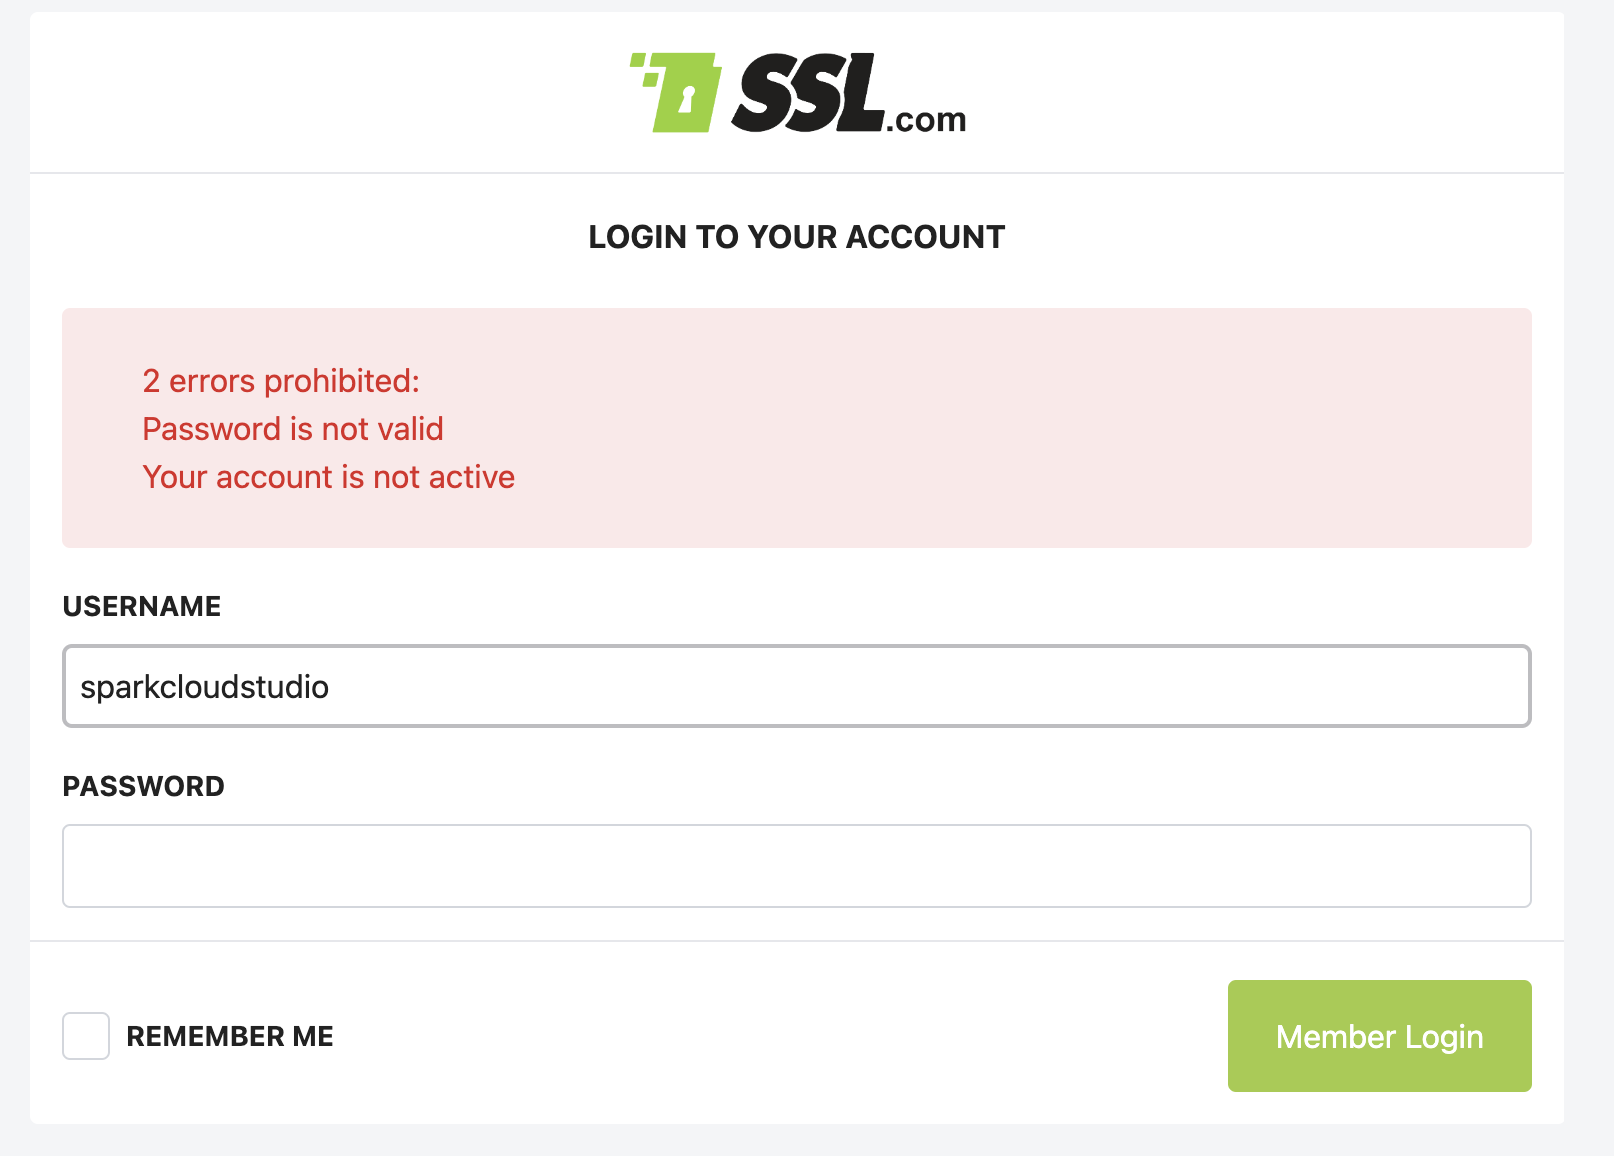 SSL.com
LOGIN TO YOUR ACCOUNT
2 errors prohibited:
Password is not valid
Your account is not active
USERNAME
sparkcloudstudio
PASSWORD
REMEMBER ME
Member Login